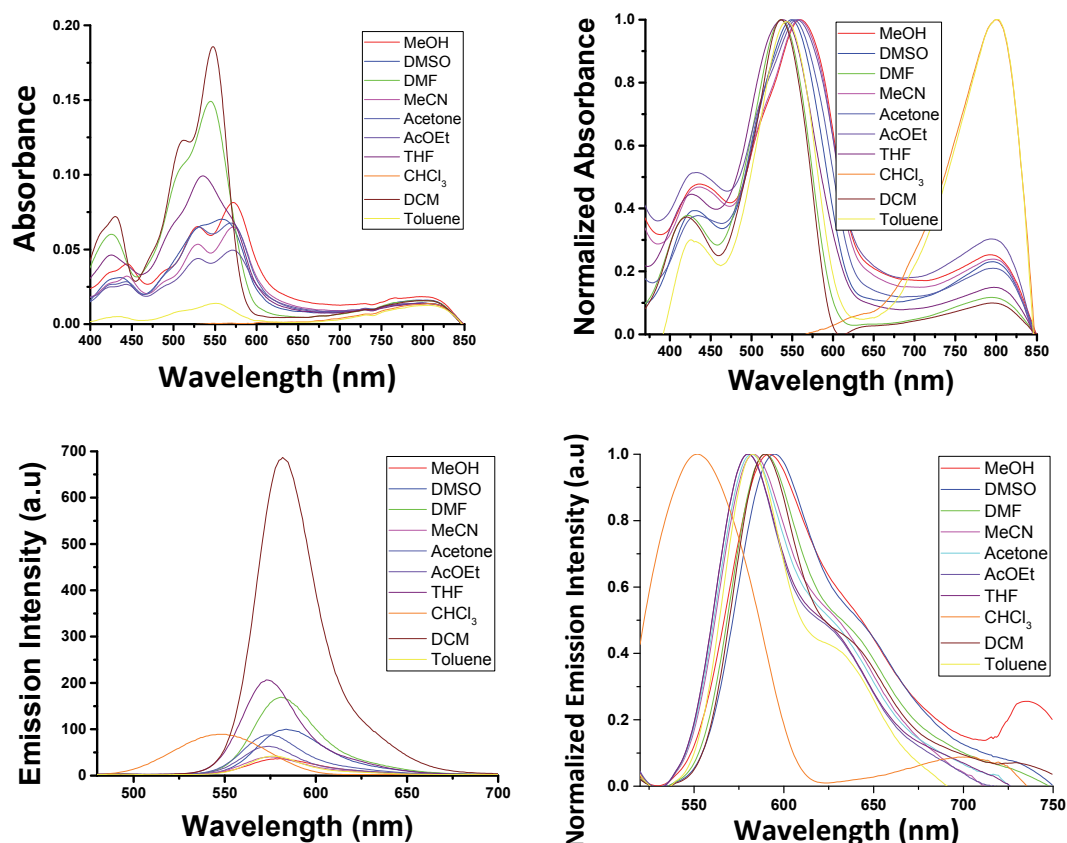 0.20
0.15
0.10
0.05
0.00
400 450 500 550 600 650 700 750 800 850
Absorbance
Wavelength (nm)
MeOH
DMSO
DMF
MeCN
Acetone
AcOEt
THF
CHCl₃
DCM
Toluene
1.0
0.8
0.6
0.4
0.2
0.0
400 450 500 550 600 650 700 750 800 850
Normalized Absorbance
Wavelength (nm)
MeOH
DMSO
DMF
MeCN
Acetone
AcOEt
THF
CHCl₃
DCM
Toluene
700
600
500
400
300
200
100
0
500 550 600 650 700
Emission Intensity (a.u)
Wavelength (nm)
MeOH
DMSO
DMF
MeCN
Acetone
AcOEt
THF
CHCl₃
DCM
Toluene
1.0
0.8
0.6
0.4
0.2
0.0
550 600 650 700 750
Normalized Emission Intensity (a.u)
Wavelength (nm)
MeOH
DMSO
DMF
MeCN
Acetone
AcOEt
THF
CHCl₃
DCM
Toluene